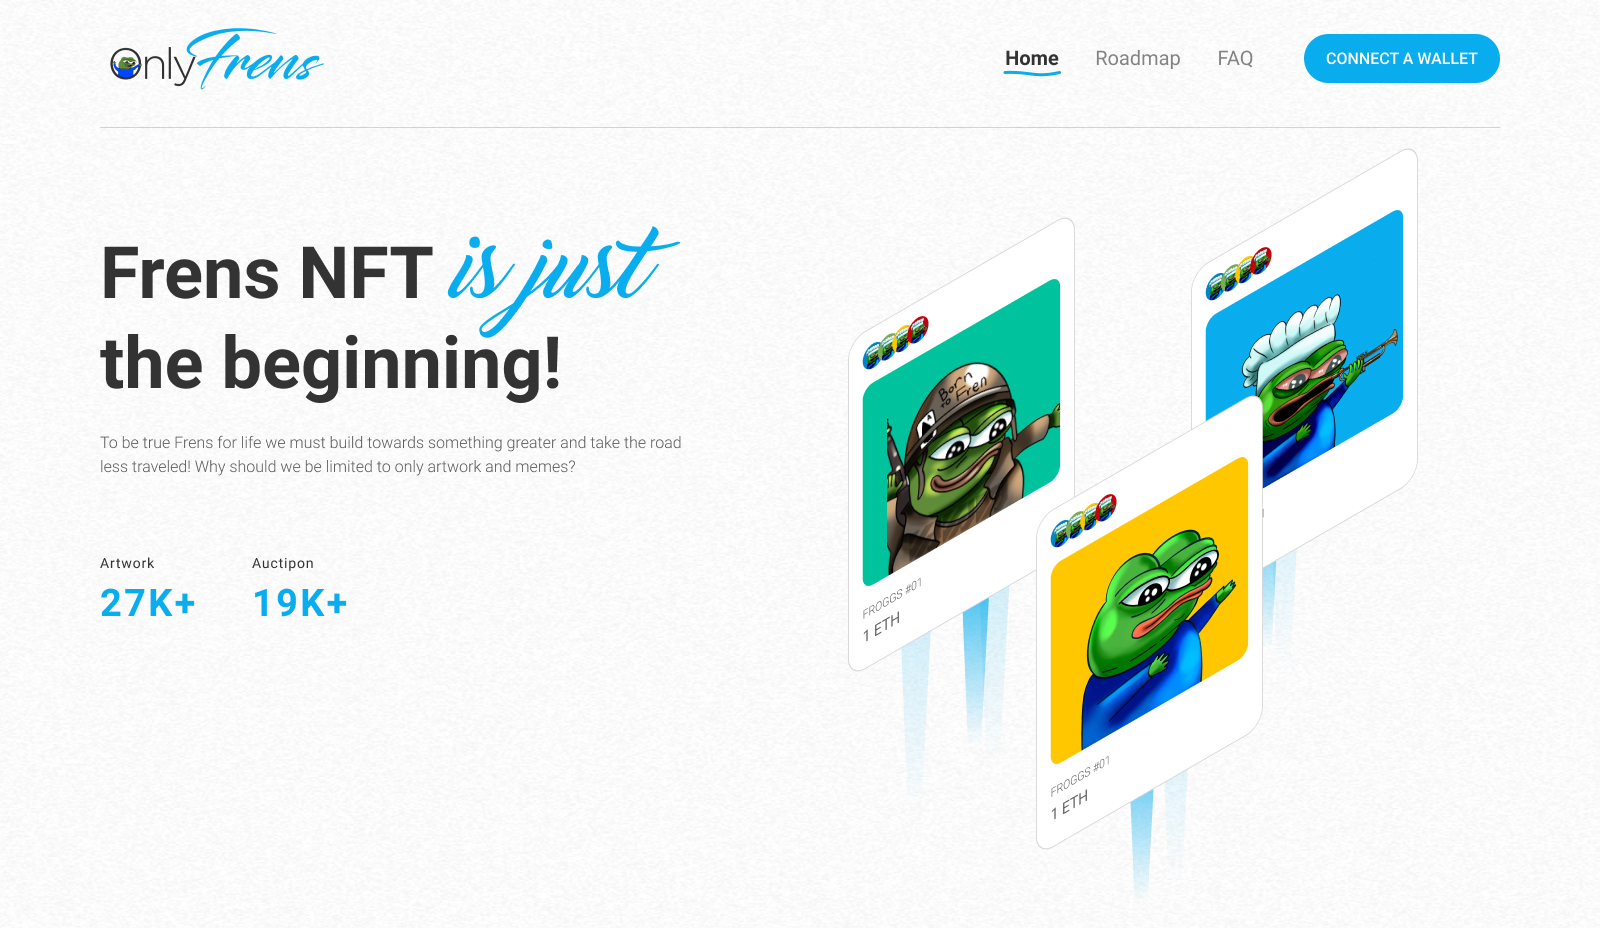 OnlyFrens
Home
Roadmap
FAQ
CONNECT A WALLET
Frens NFT is just
the beginning!
To be true Frens for life we must build towards something greater and take the road
less traveled! Why should we be limited to only artwork and memes?
Artwork
27K+
Auctipon
19K+
Born
to Fren
FROGGS #01
1 ETH
FROGGS #01
1 ETH